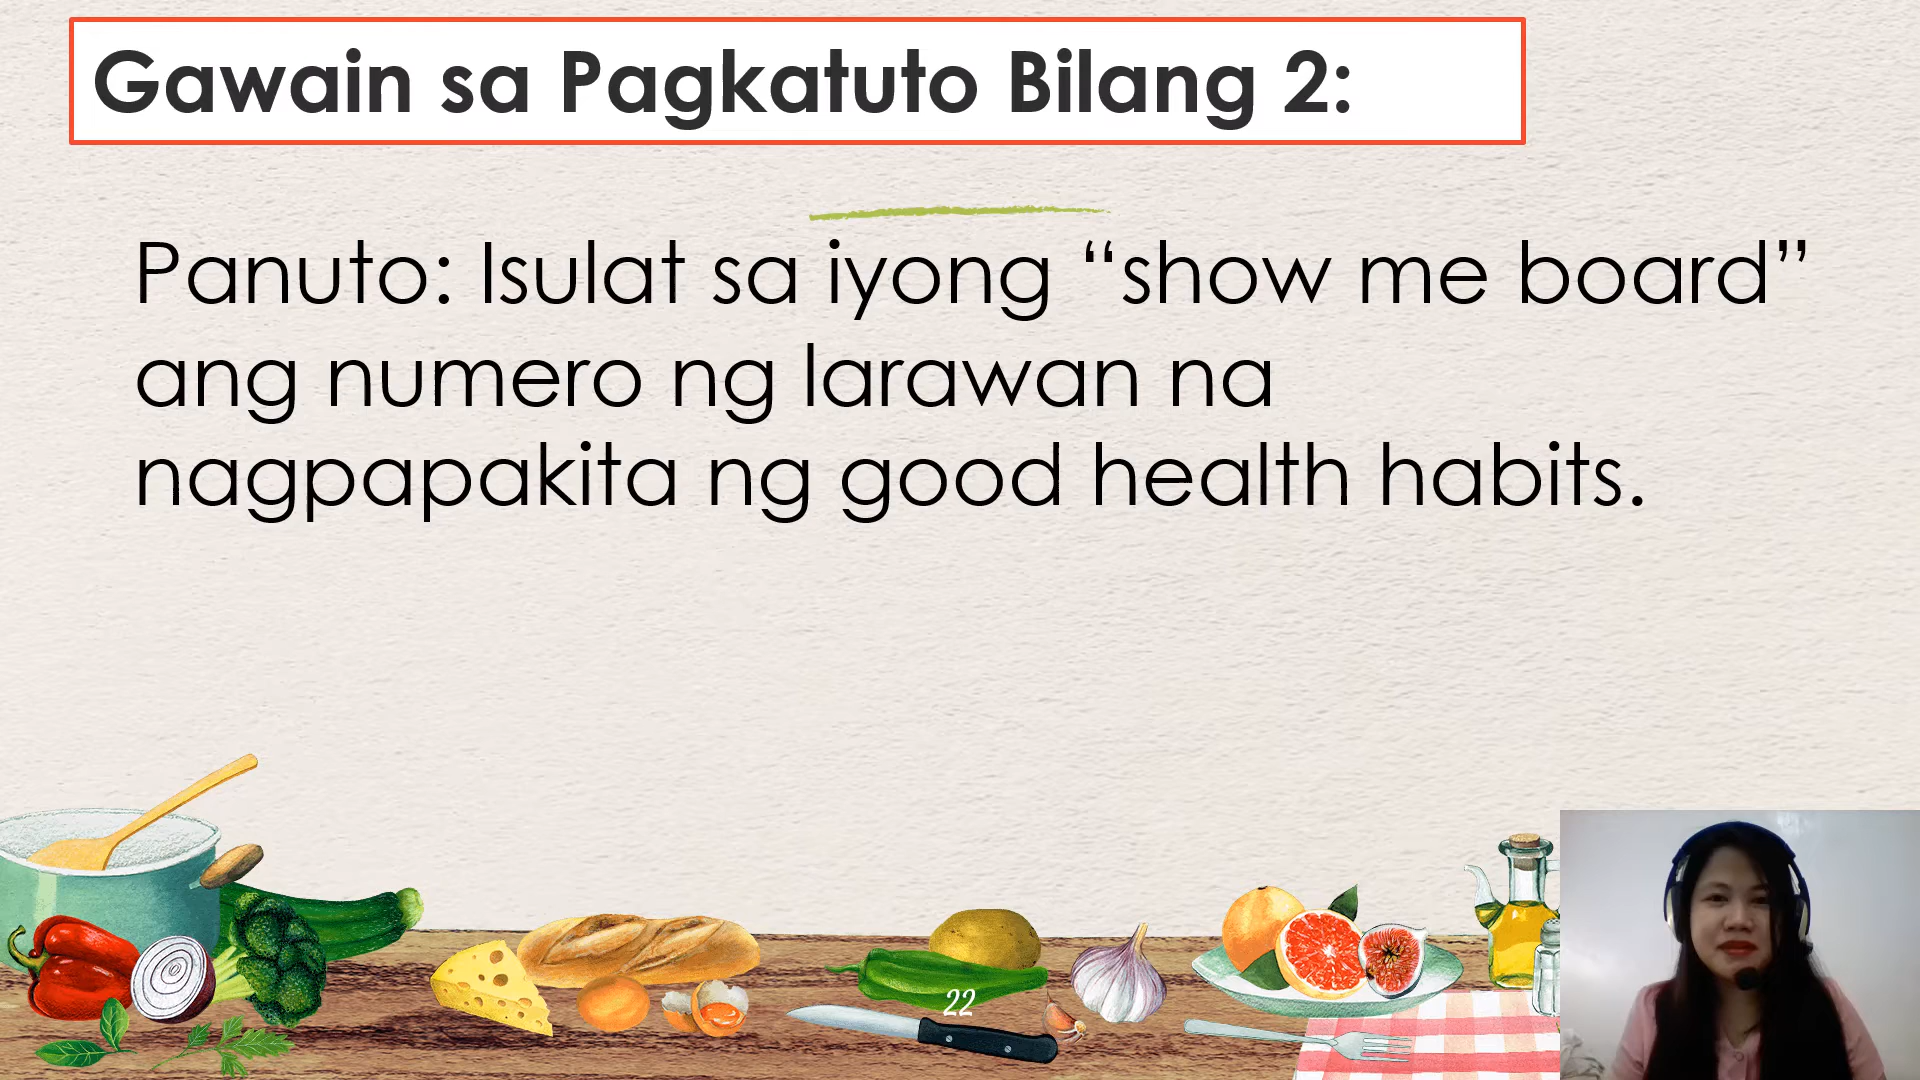 Gawain sa Pagkatuto Bilang 2:
Panuto: Isulat sa iyong “show me board”
ang numero ng larawan na
nagpapakita ng good health habits.
22